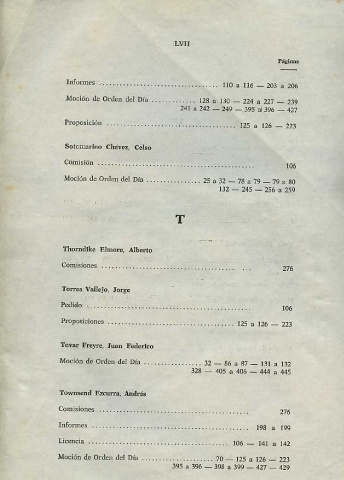 LVII
Páginas
Informes ................................ 110 a 116 — 203 a 206
Moción de Orden del Día ............ 128 a 130 — 224 a 227 — 239
241 a 242 — 249 — 395 al 396 — 427
Proposición ................................ 125 a 126 — 223
Sotomarino Chávez, Celso
Comisión ................................ 106
Moción de Orden del Día ................ 25 a 32 — 78 a 79 — 79 a 80
132 — 245 — 256 a 259
T
Thorndike Elmore, Alberto
Comisiones ................................ 276
Torres Vallejo, Jorge
Pedido ................................ 106
Proposiciones ................................ 125 a 126 — 223
Tovar Freyre, Juan Federico
Moción de Orden del Día ................ 32 — 86 a 87 — 131 a 132
328 — 405 a 406 — 444 a 445
Townsend Ezcurra, Andrés
Comisiones ................................ 276
Informes ................................ 198 a 199
Licencia ................................ 106 — 141 a 142
Moción de Orden del Día ................ 70 — 125 a 126 — 223
395 a 396 — 398 a 399 — 427 — 429